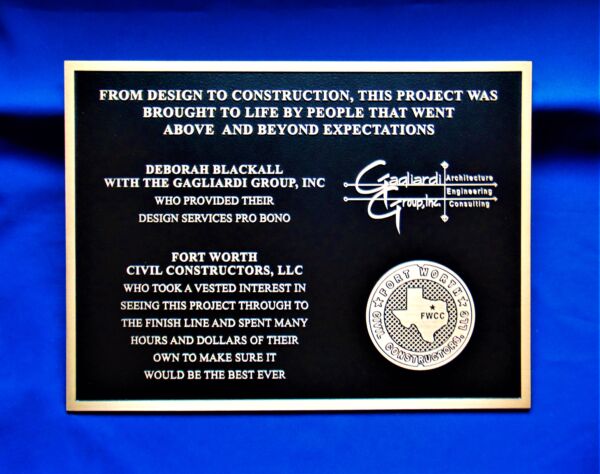 FROM DESIGN TO CONSTRUCTION, THIS PROJECT WAS
BROUGHT TO LIFE BY PEOPLE THAT WENT
ABOVE AND BEYOND EXPECTATIONS
DEBORAH BLACKALL
WITH THE GAGLIARDI GROUP, INC
WHO PROVIDED THEIR
DESIGN SERVICES PRO BONO
Gagliardi
Group, Inc.
Architecture
Engineering
Consulting
FORT WORTH
CIVIL CONSTRUCTORS, LLC
WHO TOOK A VESTED INTEREST IN
SEEING THIS PROJECT THROUGH TO
THE FINISH LINE AND SPENT MANY
HOURS AND DOLLARS OF THEIR
OWN TO MAKE SURE IT
WOULD BE THE BEST EVER
FORT WORTH
CIVIL CONSTRUCTORS, LLC
FWCC